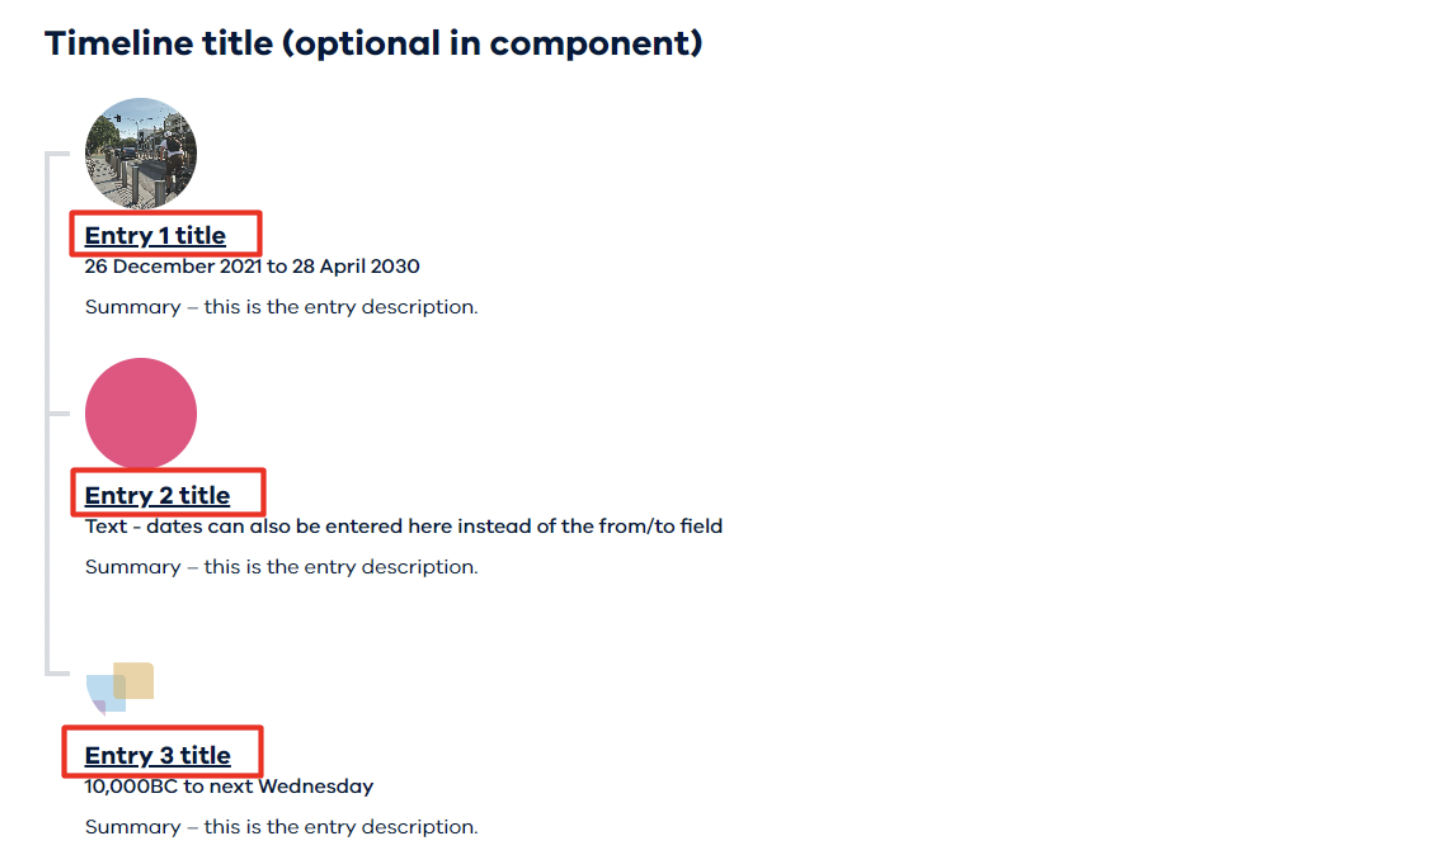 Timeline title (optional in component)
Entry 1 title
26 December 2021 to 28 April 2030
Summary – this is the entry description.
Entry 2 title
Text - dates can also be entered here instead of the from/to field
Summary – this is the entry description.
Entry 3 title
10,000BC to next Wednesday
Summary – this is the entry description.